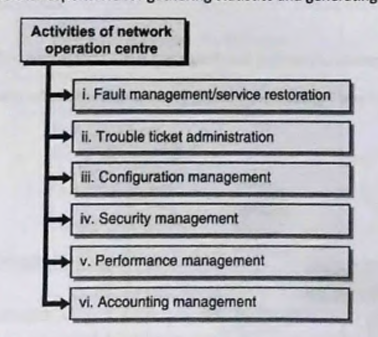 Activities of network
operation centre
i. Fault management/service restoration
ii. Trouble ticket administration
iii. Configuration management
iv. Security management
v. Performance management
vi. Accounting management